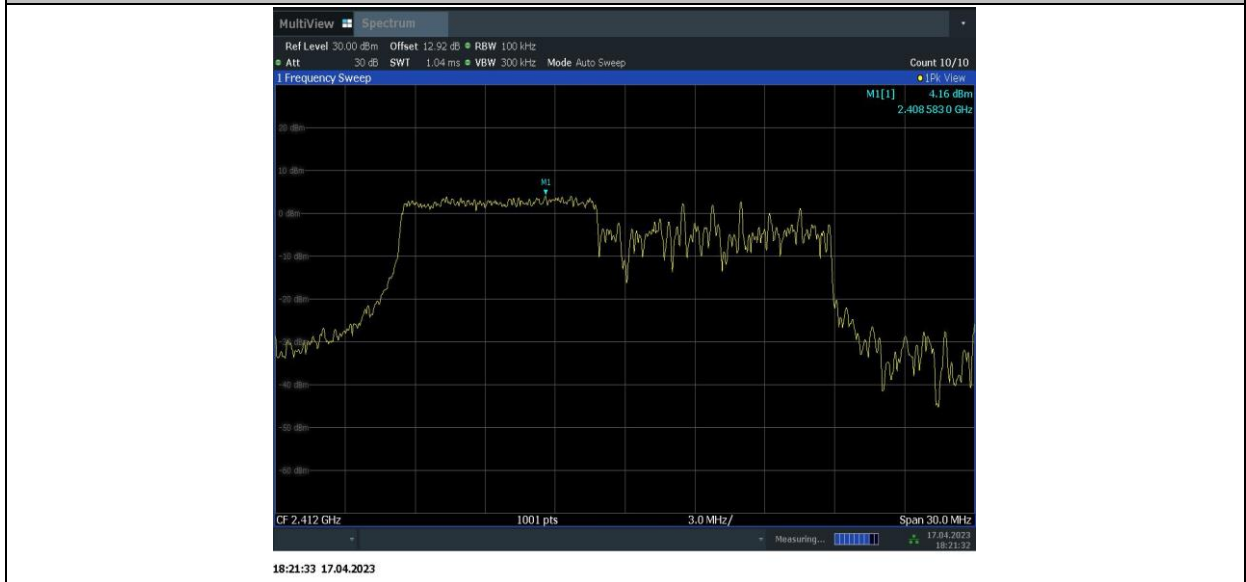 MultiView Spectrum
Ref Level 30.00 dBm Offset 12.92 dB RBW 100 kHz
Att 30 dB SWT 1.04 ms VBW 300 kHz Mode Auto Sweep Count 10/10
1 Frequency Sweep 1Pk View
M1[1] 4.16 dBm
2.408 583 0 GHz
20 dBm
10 dBm
M1
0 dBm
-10 dBm
-20 dBm
-30 dBm
-40 dBm
-50 dBm
-60 dBm
CF 2.412 GHz 1001 pts 3.0 MHz/ Span 30.0 MHz
Measuring... 17.04.2023
18:21:32
18:21:33 17.04.2023